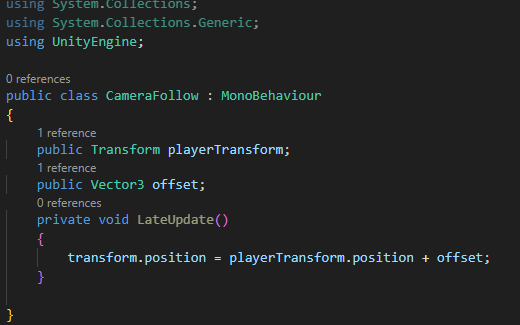 using System.Collections;
using System.Collections.Generic;
using UnityEngine;
0 references
public class CameraFollow : MonoBehaviour
{
1 reference
public Transform playerTransform;
1 reference
public Vector3 offset;
0 references
private void LateUpdate()
{
transform.position = playerTransform.position + offset;
}
}